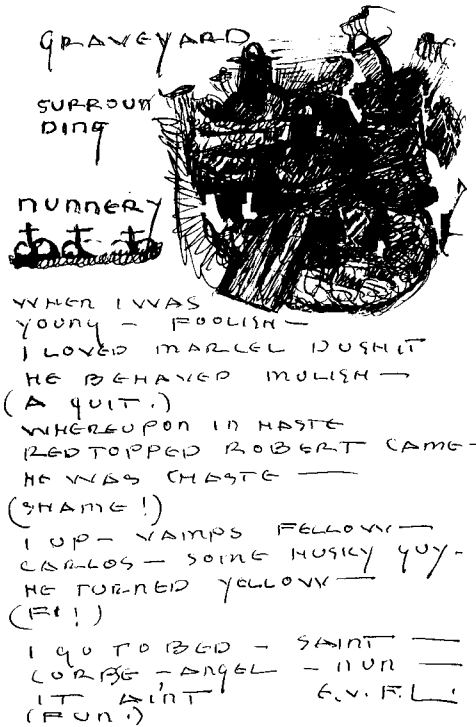 GRAVEYARD
SURROUN
DING
NUNNERY
WHEN I WAS
YOUNG — FOOLISH —
I LOVED MARCEL DUSHIT
HE BEHAVED MULISH —
(A QUIT.)
WHEREUPON IN HASTE
REDTOPPED ROBERT CAME —
HE WAS CHASTE —
(SHAME!)
I UP — VAMPS FELLOW —
CARLOS — SOME HUSKY GUY.
HE TURNED YELLOW —
(FI!)
I GO TO BED — SAINT —
CORPSE — ANGEL — NUN —
IT AIN'T E.V.F.L.
(FUN.)